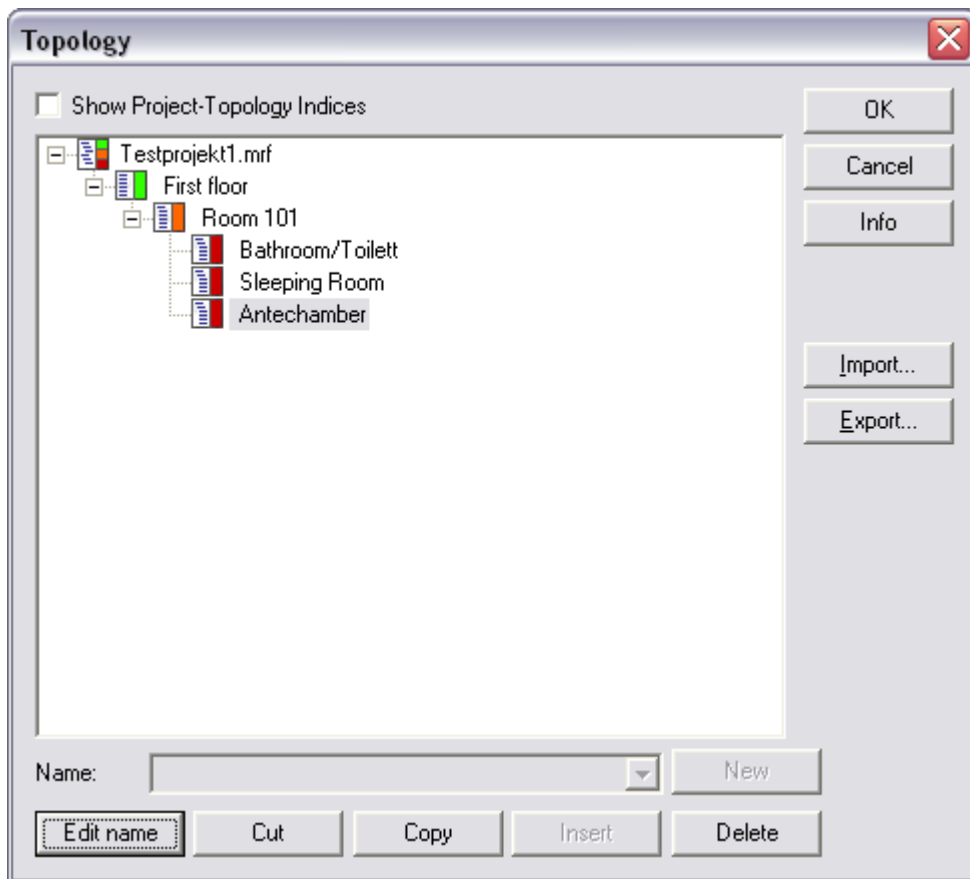 Topology
Show Project-Topology Indices
OK
Testprojekt1.mrf
Cancel
First floor
Room 101
Info
Bathroom/Toilett
Sleeping Room
Antechamber
Import...
Export...
Name:
New
Edit name
Cut
Copy
Insert
Delete